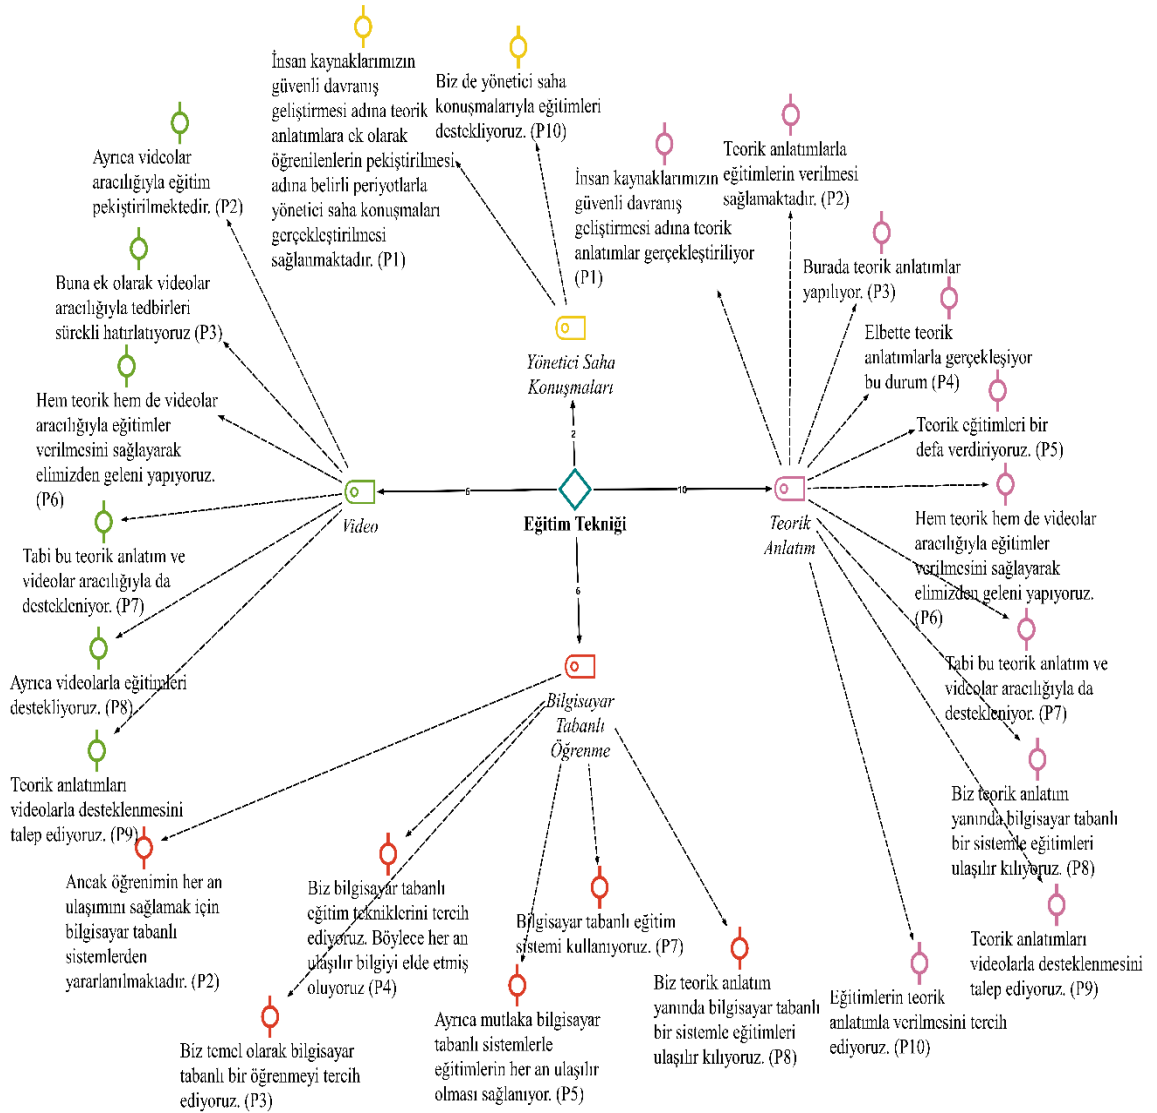 İnsan kaynaklarımızın
güvenli davranış
geliştirmesi adına teorik
anlatımlara ek olarak
öğrenilenlerin pekiştirilmesi
adına belirli periyotlarla
yönetici saha konuşmaları
gerçekleştirilmesi
sağlanmaktadır. (P1)
Biz de yönetici saha
konuşmalarıyla eğitimleri
destekliyoruz. (P10)
Yönetici Saha
Konuşmaları
2
Ayrıca videolar
aracılığıyla eğitim
pekiştirilmektedir. (P2)
Buna ek olarak videolar
aracılığıyla tedbirleri
sürekli hatırlatıyoruz (P3)
Hem teorik hem de videolar
aracılığıyla eğitimler
verilmesini sağlayarak
elimizden geleni yapıyoruz.
(P6)
Tabi bu teorik anlatım ve
videolar aracılığıyla da
destekleniyor. (P7)
Ayrıca videolarla eğitimleri
destekliyoruz. (P8)
Teorik anlatımları
videolarla desteklenmesini
talep ediyoruz. (P9)
Video
Eğitim Tekniği
10
İnsan kaynaklarımızın
güvenli davranış
geliştirmesi adına teorik
anlatımlar gerçekleştiriliyor
(P1)
Teorik anlatımlarla
eğitimlerin verilmesi
sağlamaktadır. (P2)
Burada teorik anlatımlar
yapılıyor. (P3)
Elbette teorik
anlatımlarla gerçekleşiyor
bu durum (P4)
Teorik eğitimleri bir
defa verdiriyoruz. (P5)
Hem teorik hem de videolar
aracılığıyla eğitimler
verilmesini sağlayarak
elimizden geleni yapıyoruz.
(P6)
Tabi bu teorik anlatım ve
videolar aracılığıyla da
destekleniyor. (P7)
Biz teorik anlatım
yanında bilgisayar tabanlı
bir sistemle eğitimleri
ulaşılır kılıyoruz. (P8)
Teorik anlatımları
videolarla desteklenmesini
talep ediyoruz. (P9)
Eğitimlerin teorik
anlatımla verilmesini tercih
ediyoruz. (P10)
Teorik
Anlatım
6
Bilgisayar
Tabanlı
Öğrenme
Ancak öğrenimin her an
ulaşımını sağlamak için
bilgisayar tabanlı
sistemlerden
yararlanılmaktadır. (P2)
Biz temel olarak bilgisayar
tabanlı bir öğrenmeyi tercih
ediyoruz. (P3)
Biz bilgisayar tabanlı
eğitim tekniklerini tercih
ediyoruz. Böylece her an
ulaşılır bilgiyi elde etmiş
oluyoruz (P4)
Ayrıca mutlaka bilgisayar
tabanlı sistemlerle
eğitimlerin her an ulaşılır
olması sağlanıyor. (P5)
Bilgisayar tabanlı eğitim
sistemi kullanıyoruz. (P7)
Biz teorik anlatım
yanında bilgisayar tabanlı
bir sistemle eğitimleri
ulaşılır kılıyoruz. (P8)